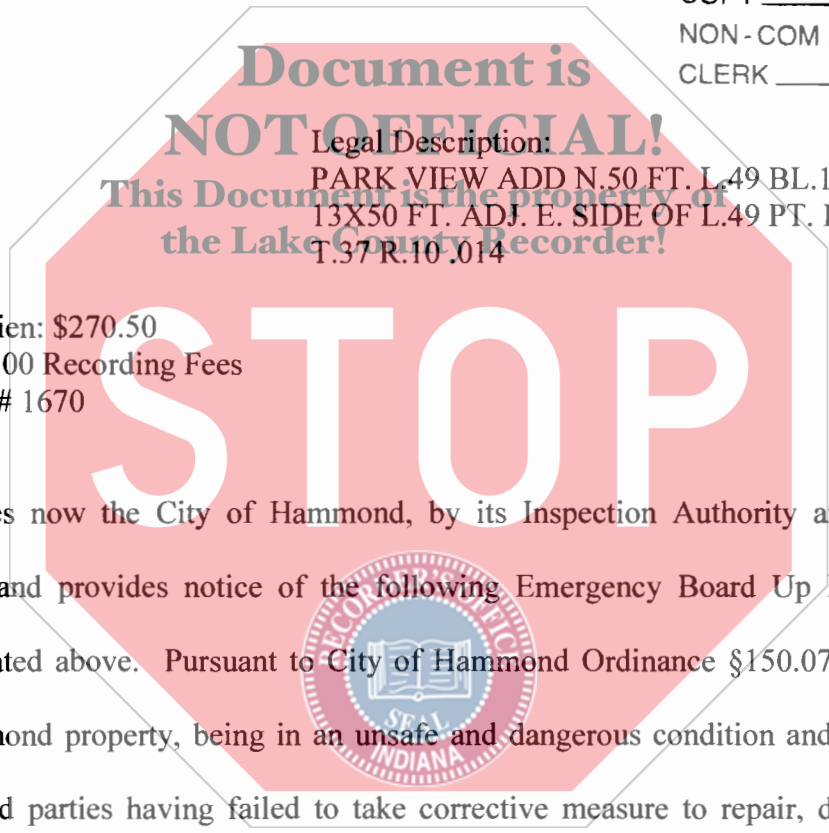 NON-COM
CLERK
Document is
NOT OFFICIAL!
This Document is the property of
the Lake County Recorder!
Legal Description:
PARK VIEW ADD N.50 FT. L.49 BL.1
13X50 FT. ADJ. E. SIDE OF L.49 PT.
T.37 R.10 .014
ien: $270.50
00 Recording Fees
# 1670
STOP
es now the City of Hammond, by its Inspection Authority a
and provides notice of the following Emergency Board Up
ated above. Pursuant to City of Hammond Ordinance §150.07
nond property, being in an unsafe and dangerous condition and
d parties having failed to take corrective measure to repair, d
RECORDER'S OFFICE
SEAL
INDIANA